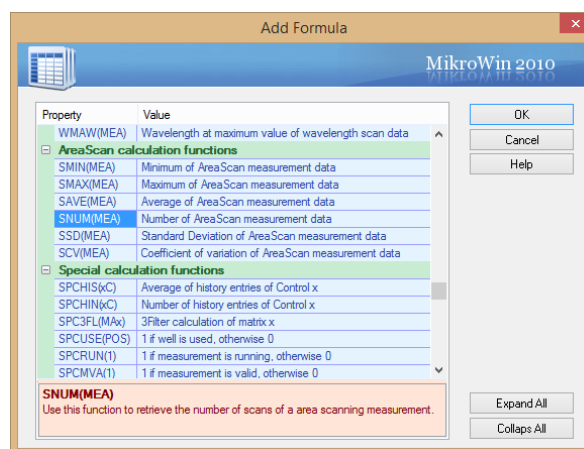 Add Formula
MikroWin 2010
Property Value
WMAW(MEA) Wavelength at maximum value of wavelength scan data
AreaScan calculation functions
SMIN(MEA) Minimum of AreaScan measurement data
SMAX(MEA) Maximum of AreaScan measurement data
SAVE(MEA) Average of AreaScan measurement data
SNUM(MEA) Number of AreaScan measurement data
SSD(MEA) Standard Deviation of AreaScan measurement data
SCV(MEA) Coefficient of variation of AreaScan measurement data
Special calculation functions
SPCHIS(xC) Average of history entries of Control x
SPCHIN(xC) Number of history entries of Control x
SPC3FL(MAx) 3Filter calculation of matrix x
SPCUSE(POS) 1 if well is used, otherwise 0
SPCRUN(1) 1 if measurement is running, otherwise 0
SPCMVA(1) 1 if measurement is valid, otherwise 0
SNUM(MEA)
Use this function to retrieve the number of scans of a area scanning measurement.
OK
Cancel
Help
Expand All
Collaps All